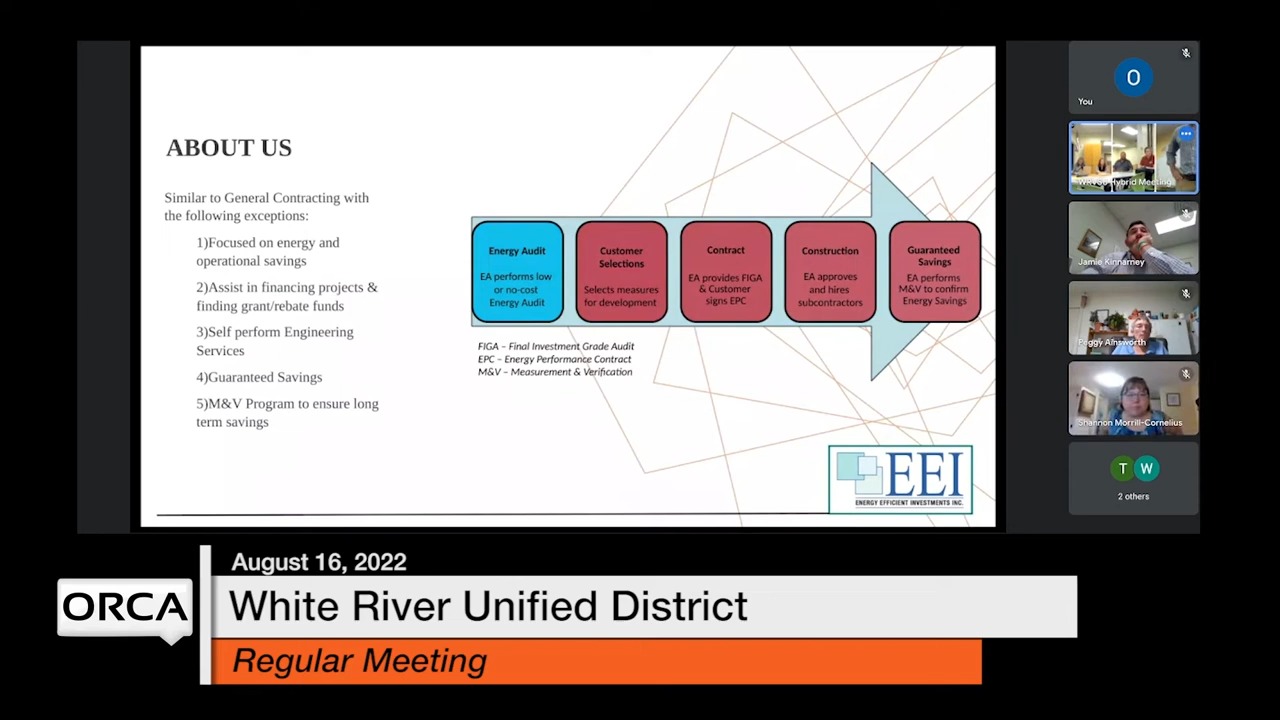 ABOUT US
Similar to General Contracting with
the following exceptions:
1)Focused on energy and
operational savings
2)Assist in financing projects &
finding grant/rebate funds
3)Self perform Engineering
Services
4)Guaranteed Savings
5)M&V Program to ensure long
term savings
Energy Audit
EA performs low
or no-cost
Energy Audit
Customer
Selections
Selects measures
for development
Contract
EA provides FIGA
& Customer
signs EPC
Construction
EA approves
and hires
subcontractors
Guaranteed
Savings
EA performs
M&V to confirm
Energy Savings
FIGA – Final Investment Grade Audit
EPC – Energy Performance Contract
M&V – Measurement & Verification
EEI
ENERGY EFFICIENT INVESTMENTS INC.
O
You
Hybrid Meeting
Jamie Kinnarney
Peggy Ainsworth
Shannon Morrill-Cornelius
T W
2 others
August 16, 2022
ORCA
White River Unified District
Regular Meeting